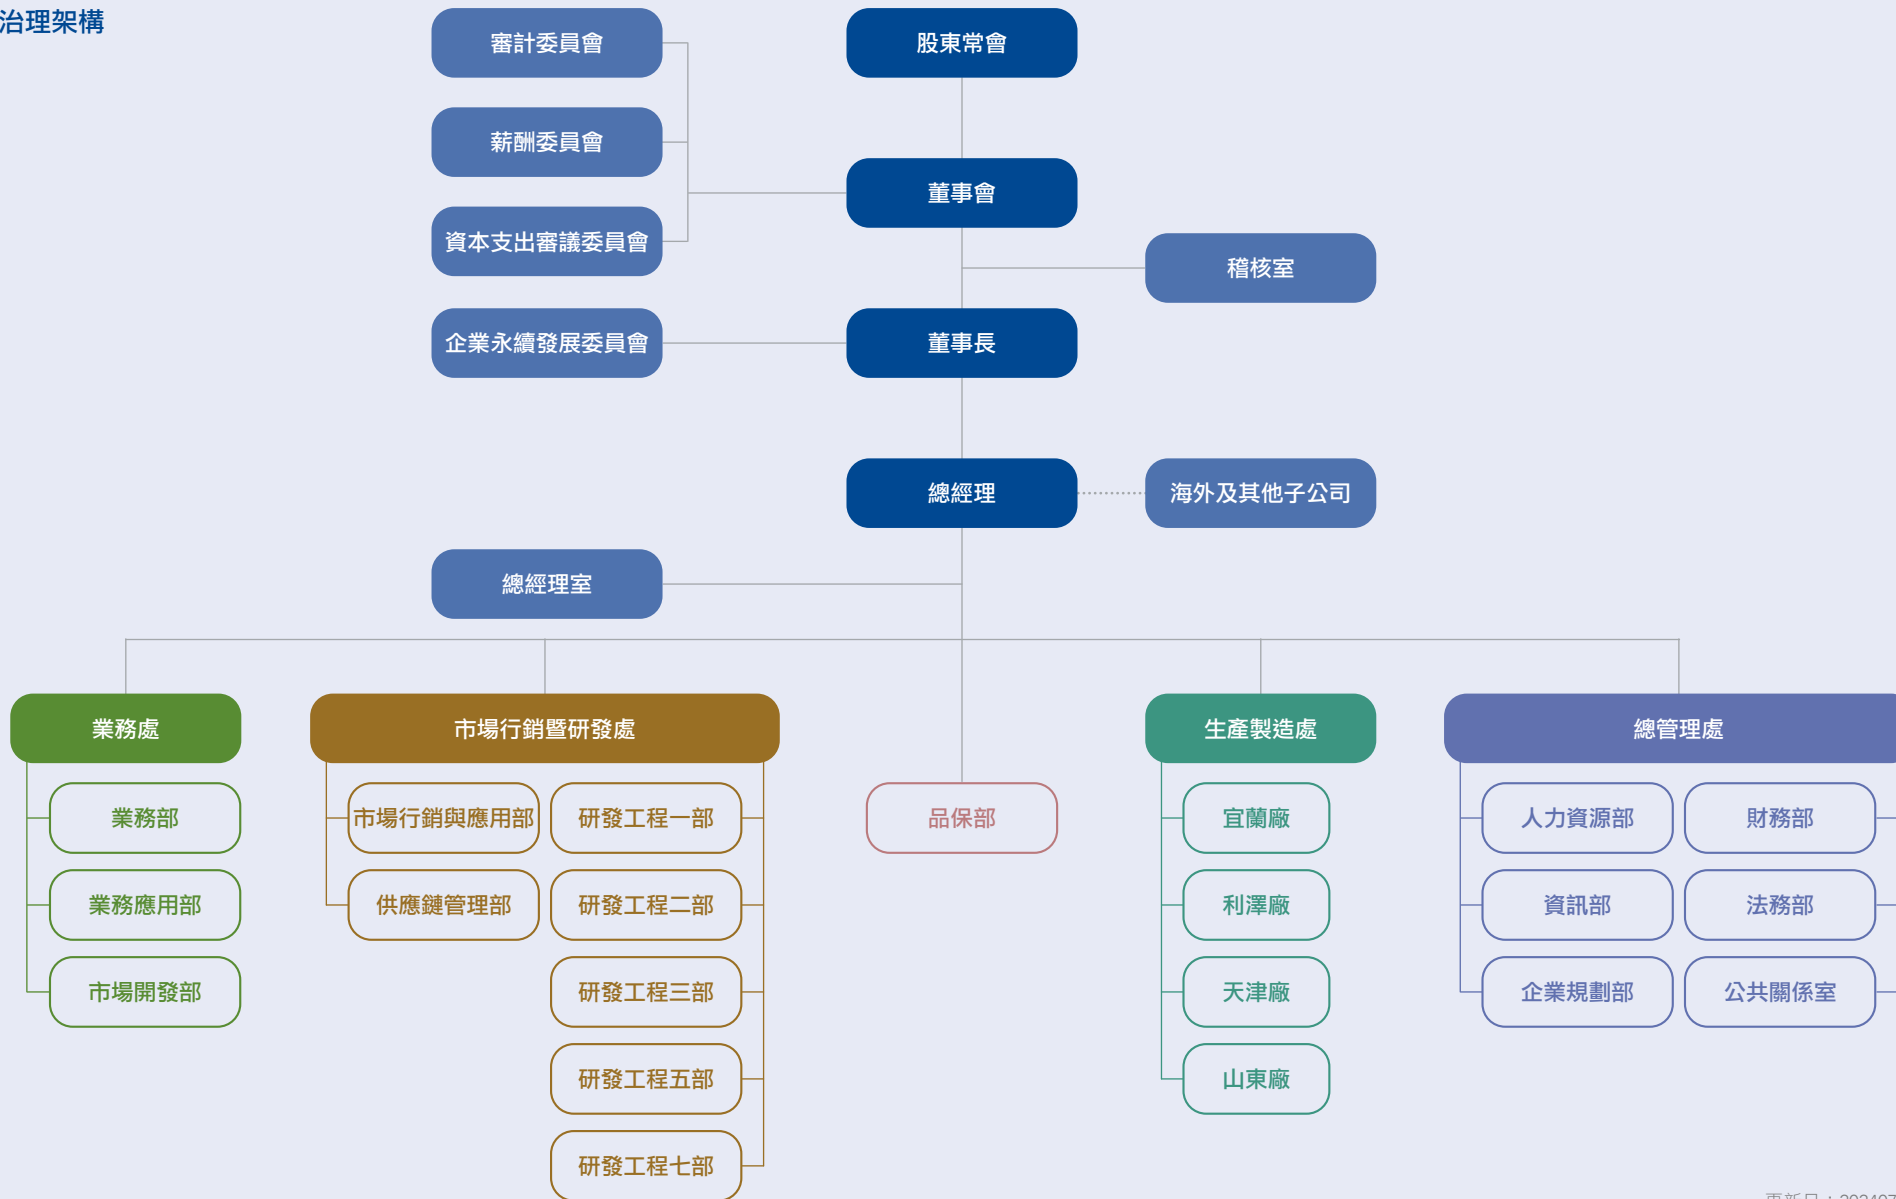 治理架構
審計委員會
股東常會
薪酬委員會
董事會
資本支出審議委員會
稽核室
企業永續發展委員會
董事長
總經理
海外及其他子公司
總經理室
業務處
市場行銷暨研發處
生產製造處
總管理處
業務部
業務應用部
市場開發部
市場行銷與應用部
供應鏈管理部
研發工程一部
研發工程二部
研發工程三部
研發工程五部
研發工程七部
品保部
宜蘭廠
利澤廠
天津廠
山東廠
人力資源部
資訊部
企業規劃部
財務部
法務部
公共關係室